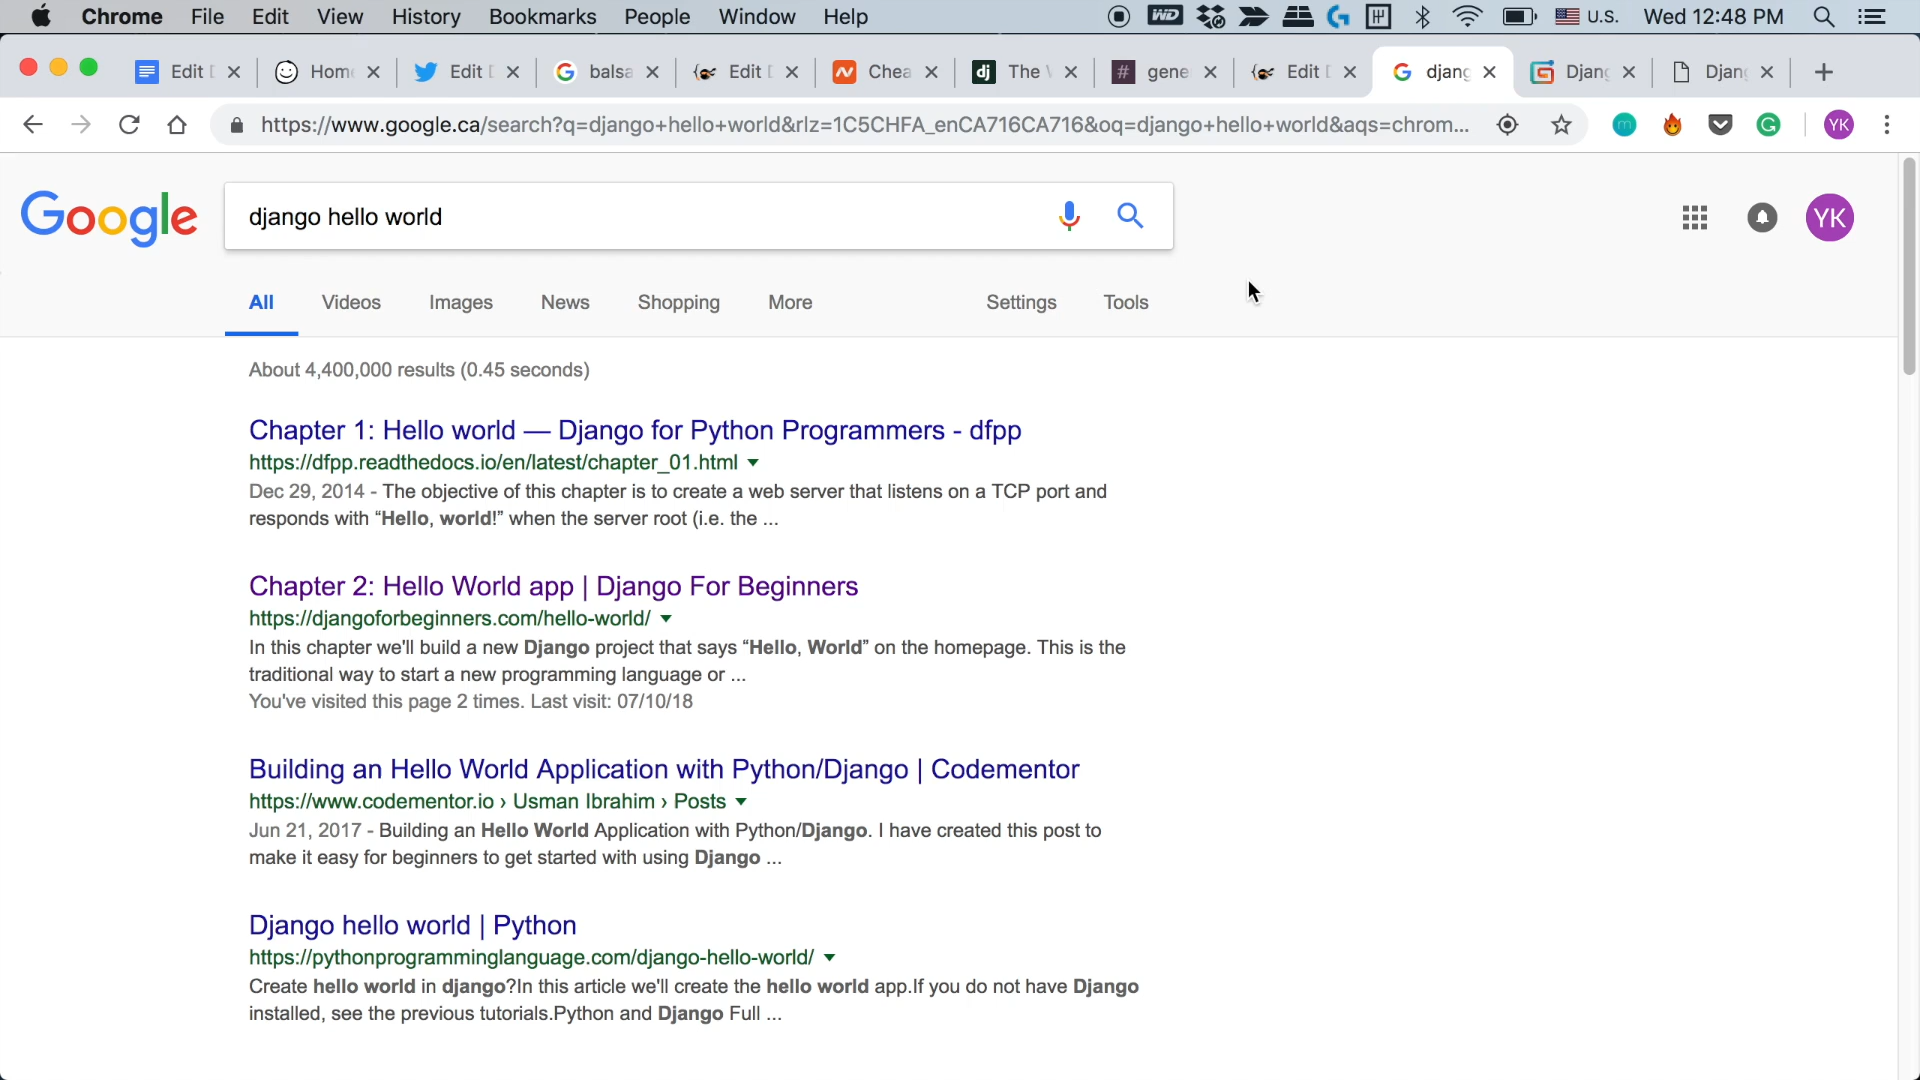 Chrome File Edit View History Bookmarks People Window Help WD U.S. Wed 12:48 PM
Edit Home Edit balsa Edit Chea dj The # gene Edit djang Djang Djang
https://www.google.ca/search?q=django+hello+world&rlz=1C5CHFA_enCA716CA716&oq=django+hello+world&aqs=chrom... YK
Google django hello world YK
All Videos Images News Shopping More Settings Tools
About 4,400,000 results (0.45 seconds)
Chapter 1: Hello world — Django for Python Programmers - dfpp
https://dfpp.readthedocs.io/en/latest/chapter_01.html
Dec 29, 2014 - The objective of this chapter is to create a web server that listens on a TCP port and
responds with “Hello, world!” when the server root (i.e. the ...
Chapter 2: Hello World app | Django For Beginners
https://djangoforbeginners.com/hello-world/
In this chapter we'll build a new Django project that says “Hello, World” on the homepage. This is the
traditional way to start a new programming language or ...
You've visited this page 2 times. Last visit: 07/10/18
Building an Hello World Application with Python/Django | Codementor
https://www.codementor.io › Usman Ibrahim › Posts
Jun 21, 2017 - Building an Hello World Application with Python/Django. I have created this post to
make it easy for beginners to get started with using Django ...
Django hello world | Python
https://pythonprogramminglanguage.com/django-hello-world/
Create hello world in django?In this article we'll create the hello world app.If you do not have Django
installed, see the previous tutorials.Python and Django Full ...